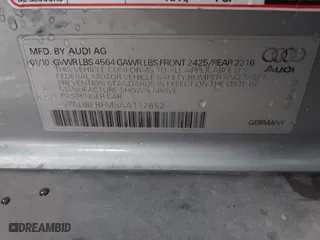 MFD. BY AUDI AG
01/10 GVWR LBS 4564 GAWR LBS FRONT 2425/REAR 2216
THIS VEHICLE CONFORMS TO ALL APPLICABLE U.S.
FEDERAL MOTOR VEHICLE SAFETY, BUMPER AND THEFT
PREVENTION STANDARDS IN EFFECT ON THE
DATE OF MANUFACTURE SHOWN ABOVE
PASSENGER CAR
Audi
© DREAMBID